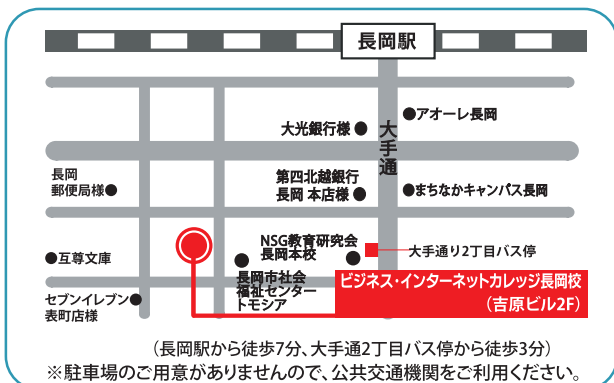 長岡駅
アオーレ長岡
大光銀行様
大手通
長岡
郵便局様
第四北越銀行
長岡 本店様
まちなかキャンパス長岡
NSG教育研究会
長岡本校
大手通り2丁目バス停
互尊文庫
長岡市社会
福祉センター
トモシア
セブンイレブン
表町店様
ビジネス・インターネットカレッジ長岡校
(吉原ビル2F)
(長岡駅から徒歩7分、大手通2丁目バス停から徒歩3分)
※駐車場のご用意がありませんので、公共交通機関をご利用ください。